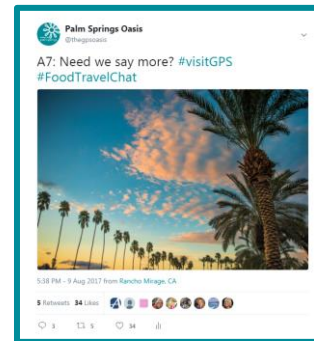 Palm Springs Oasis
@thegpsoasis
A7: Need we say more? #visitGPS
#FoodTravelChat
5:38 PM - 9 Aug 2017 from Rancho Mirage, CA
5 Retweets 34 Likes
3 5 34